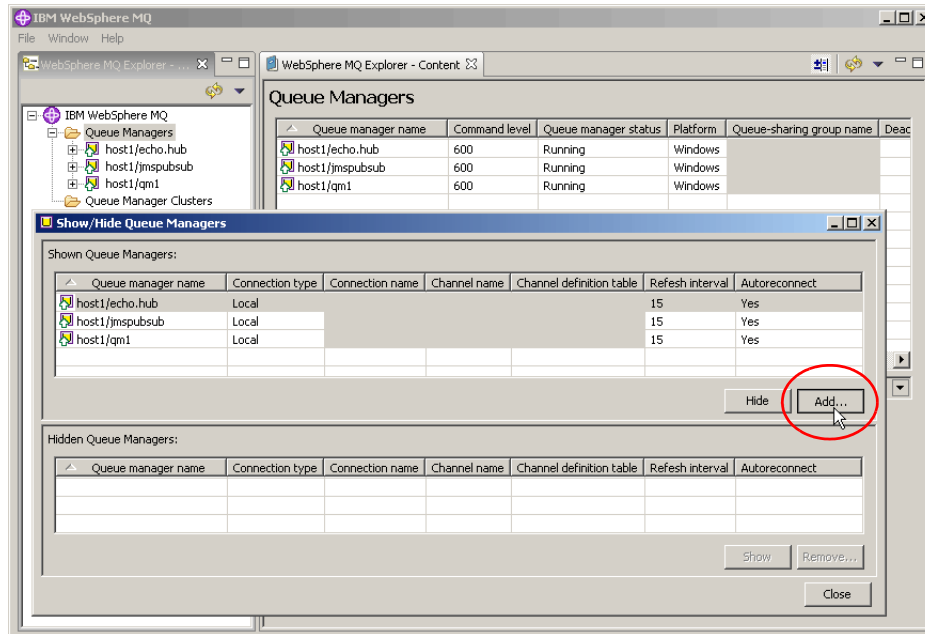 IBM WebSphere MQ
File Window Help
WebSphere MQ Explorer - ...
WebSphere MQ Explorer - Content
IBM WebSphere MQ
Queue Managers
host1/echo.hub
host1/jmspubsub
host1/qm1
Queue Manager Clusters
Queue Managers
Queue manager name Command level Queue manager status Platform Queue-sharing group name Deac
host1/echo.hub 600 Running Windows
host1/jmspubsub 600 Running Windows
host1/qm1 600 Running Windows
Show/Hide Queue Managers
Shown Queue Managers:
Queue manager name Connection type Connection name Channel name Channel definition table Refesh interval Autoreconnect
host1/echo.hub Local 15 Yes
host1/jmspubsub Local 15 Yes
host1/qm1 Local 15 Yes
Hide Add...
Hidden Queue Managers:
Queue manager name Connection type Connection name Channel name Channel definition table Refesh interval Autoreconnect
Show Remove...
Close